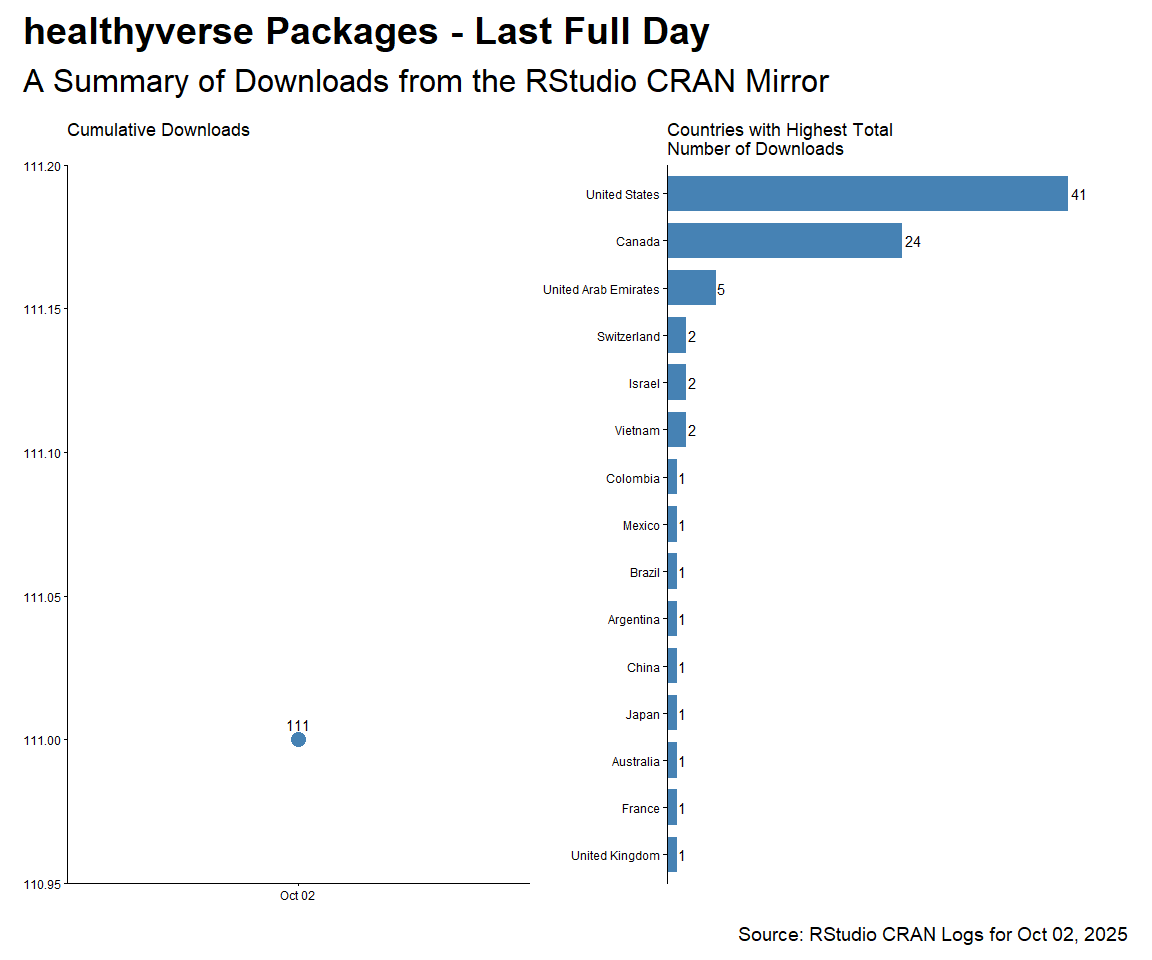 healthyverse Packages - Last Full Day
A Summary of Downloads from the RStudio CRAN Mirror
Cumulative Downloads
111.20
111.15
111.10
111.05
111.00
110.95
111
Oct 02
Countries with Highest Total
Number of Downloads
United States 41
Canada 24
United Arab Emirates 5
Switzerland 2
Israel 2
Vietnam 2
Colombia 1
Mexico 1
Brazil 1
Argentina 1
China 1
Japan 1
Australia 1
France 1
United Kingdom 1
Source: RStudio CRAN Logs for Oct 02, 2025